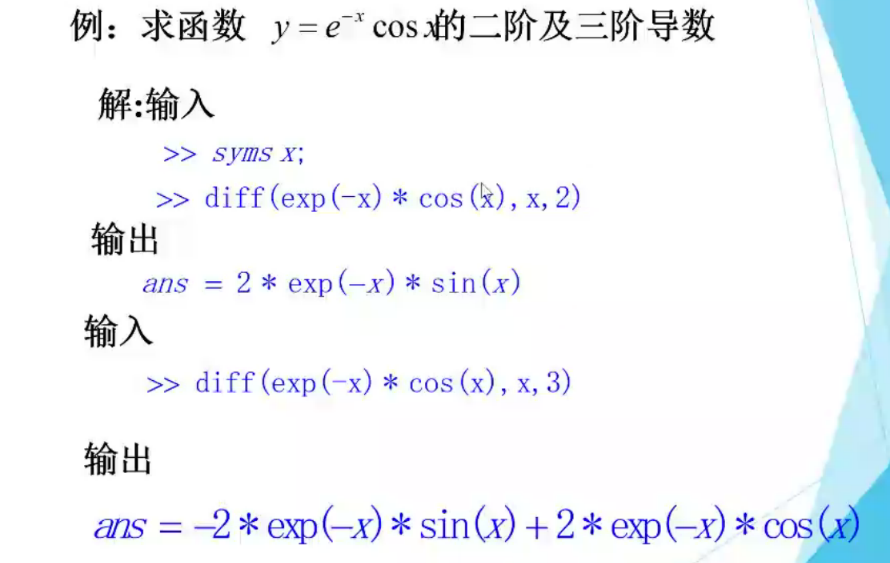 例：求函数 y = e^{-x} cos x的二阶及三阶导数
解:输入
>> syms x;
>> diff(exp(-x)*cos(x),x,2)
输出
ans = 2*exp(-x)*sin(x)
输入
>> diff(exp(-x)*cos(x),x,3)
输出
ans = -2*exp(-x)*sin(x)+2*exp(-x)*cos(x)